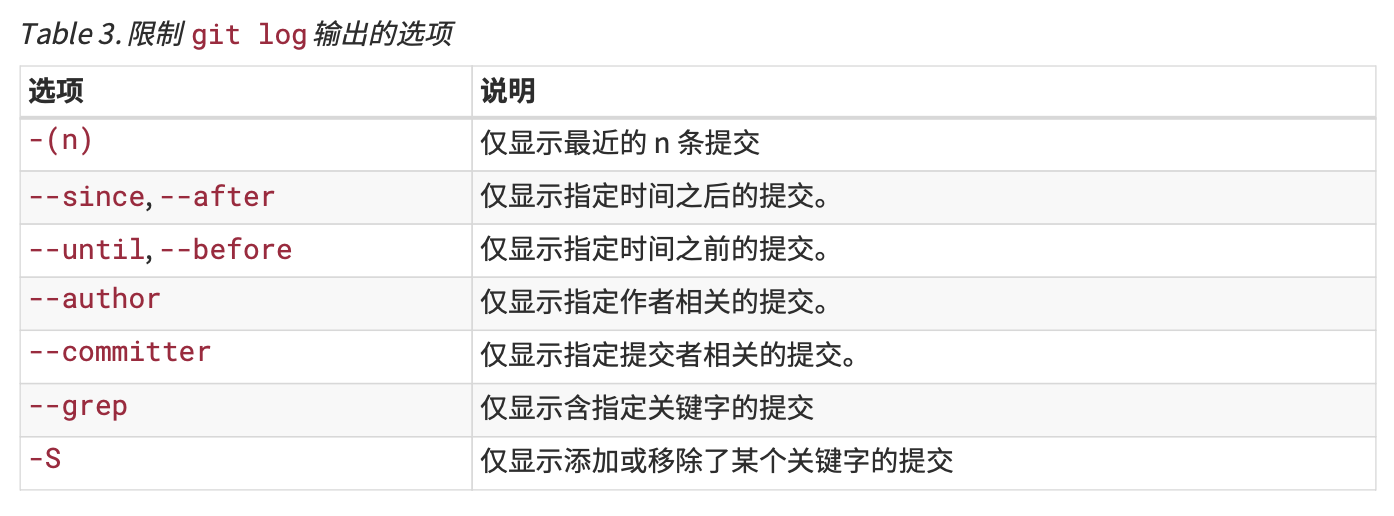 Table 3. 限制 git log 输出的选项
选项 说明
-(n) 仅显示最近的 n 条提交
--since, --after 仅显示指定时间之后的提交。
--until, --before 仅显示指定时间之前的提交。
--author 仅显示指定作者相关的提交。
--committer 仅显示指定提交者相关的提交。
--grep 仅显示含指定关键字的提交
-S 仅显示添加或移除了某个关键字的提交